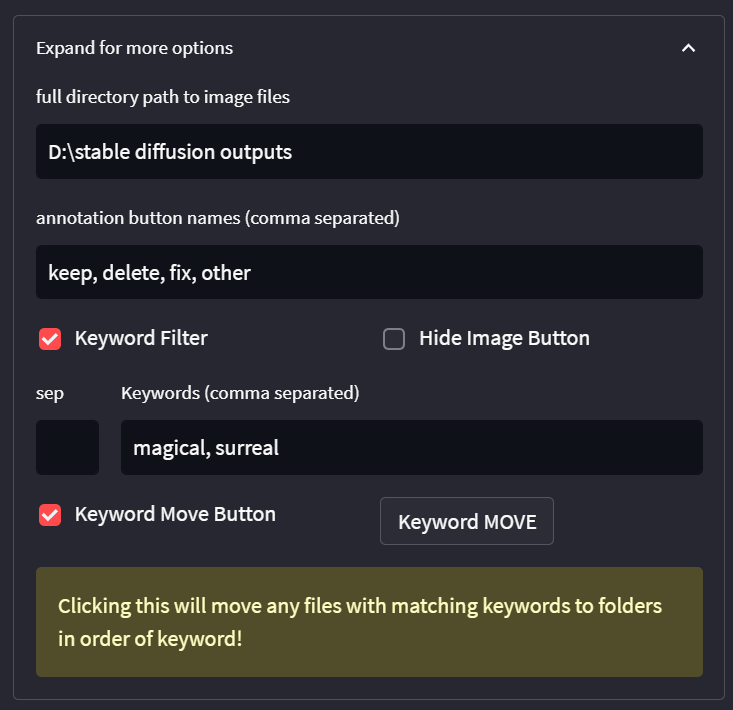 Expand for more options
full directory path to image files
D:\stable diffusion outputs
annotation button names (comma separated)
keep, delete, fix, other
Keyword Filter
Hide Image Button
sep
Keywords (comma separated)
magical, surreal
Keyword Move Button
Keyword MOVE
Clicking this will move any files with matching keywords to folders
in order of keyword!